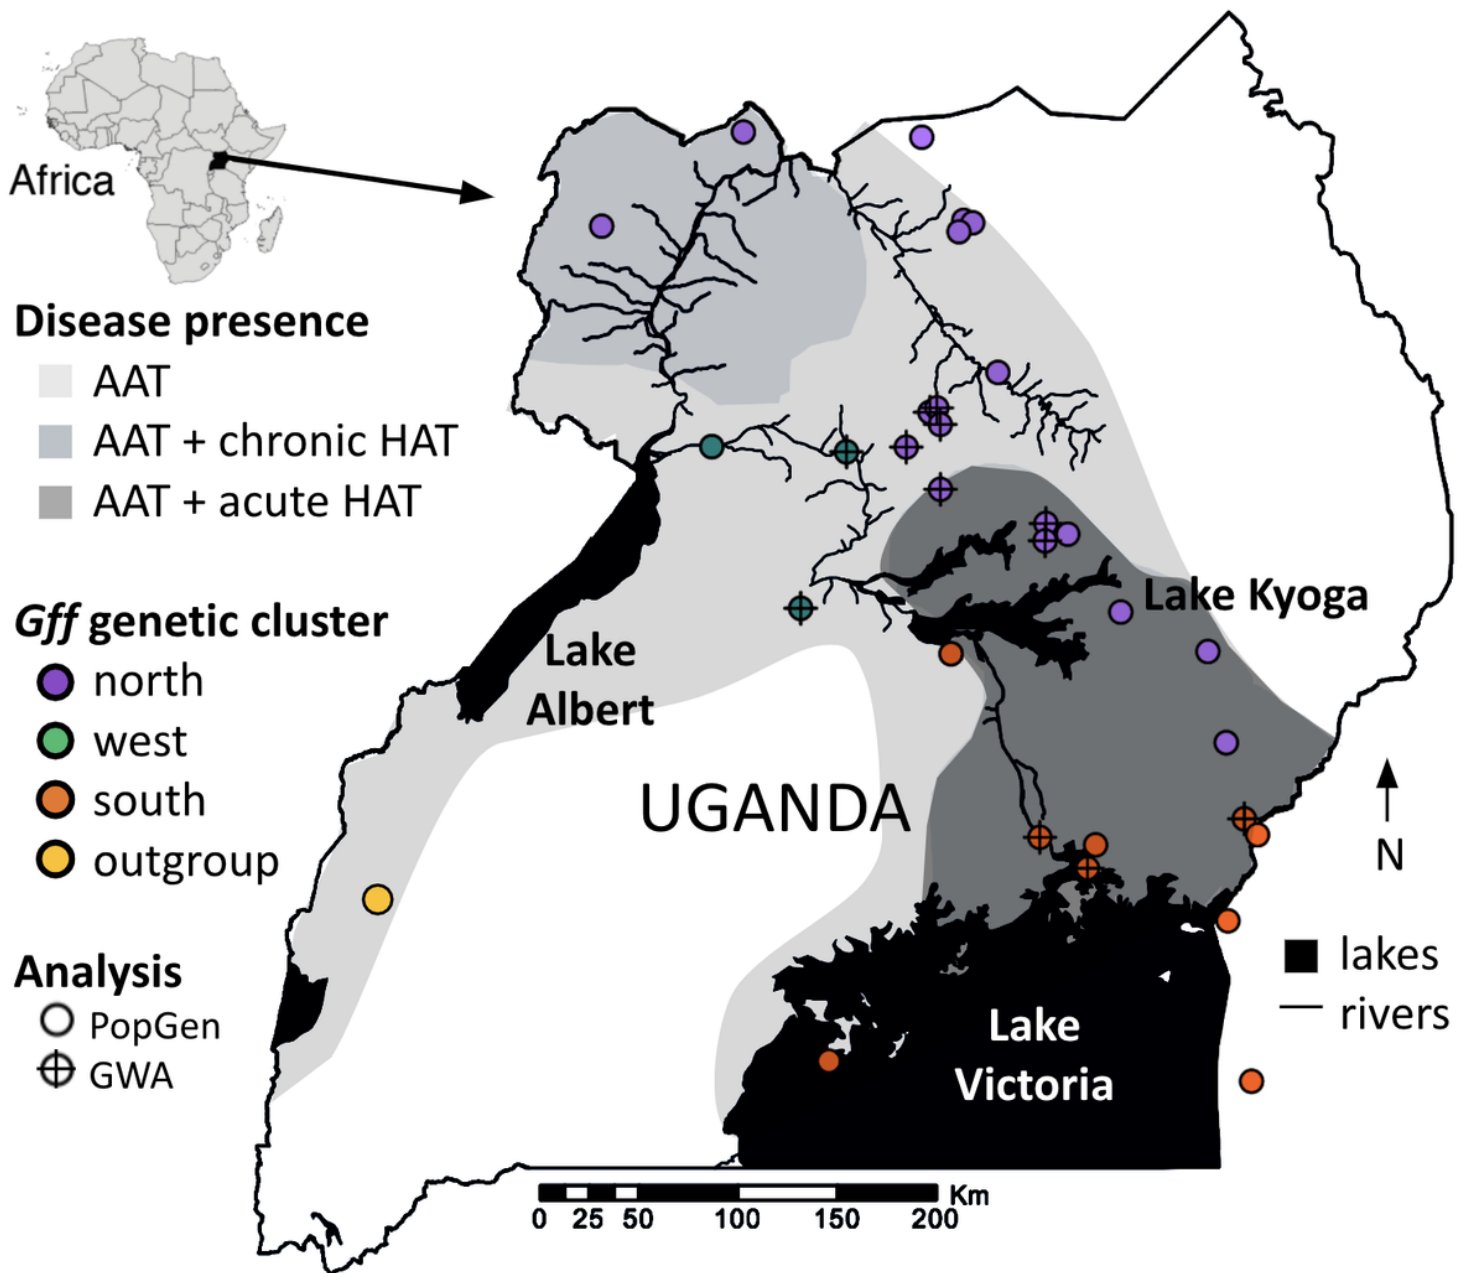 Africa
Disease presence
AAT
AAT + chronic HAT
AAT + acute HAT
Gff genetic cluster
north
west
south
outgroup
Analysis
PopGen
GWA
Lake Kyoga
Lake
Albert
UGANDA
N
lakes
rivers
Lake
Victoria
Km
0 25 50 100 150 200